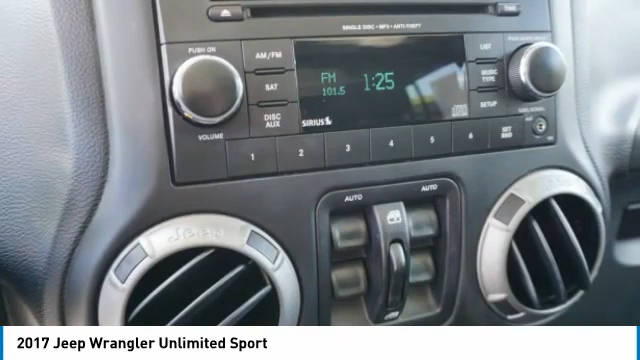 SINGLE DISC • MP3 • ANTI-THEFT
PUSH ON
VOLUME
AM/FM
SAT
DISC
AUX
FM
101.5
1:25
SIRIUS
LIST
MUSIC
TYPE
SETUP
1 2 3 4 5 6
SET
RND
AUTO AUTO
Jeep
2017 Jeep Wrangler Unlimited Sport